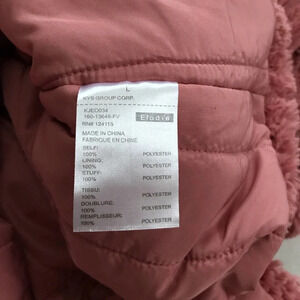 L
KYS GROUP CORP.
KJEO034
160-13649-FV
Elodie
RN# 124115
MADE IN CHINA
FABRIQUE EN CHINE
SELF/
100% POLYESTER
LINING:
100% POLYESTER
STUFF:
100% POLYESTER
TISSU:
100% POLYESTER
DOUBLURE:
100% POLYESTER
REMPLISSEUR:
100% POLYESTER